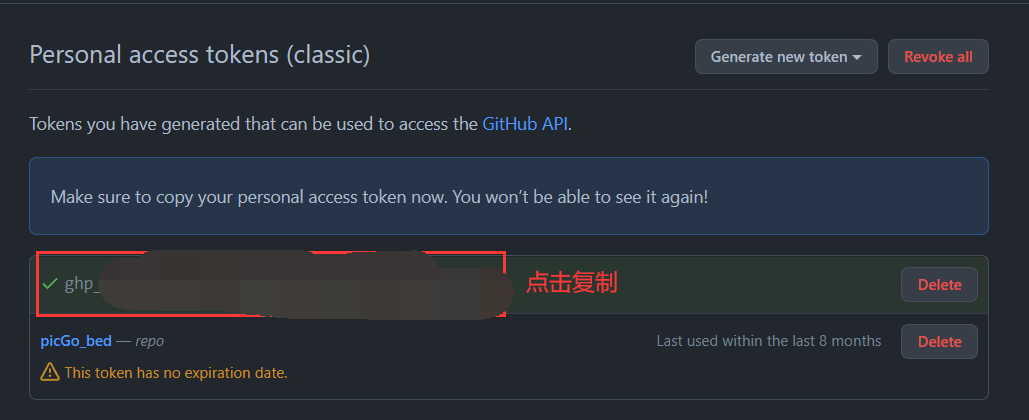 Personal access tokens (classic)
Generate new token
Revoke all
Tokens you have generated that can be used to access the GitHub API.
Make sure to copy your personal access token now. You won’t be able to see it again!
ghp_
点击复制
Delete
picGo_bed — repo
Last used within the last 8 months
Delete
This token has no expiration date.